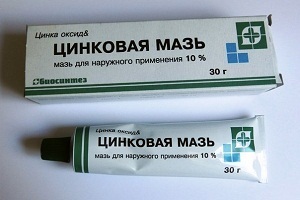 Цинка оксид&
ЦИНКОВАЯ МАЗЬ
мазь для наружного применения 10 %
Биосинтез
30 г
Цинка оксид&
ЦИНКОВАЯ МАЗЬ
мазь для наружного применения 10 %
30 г